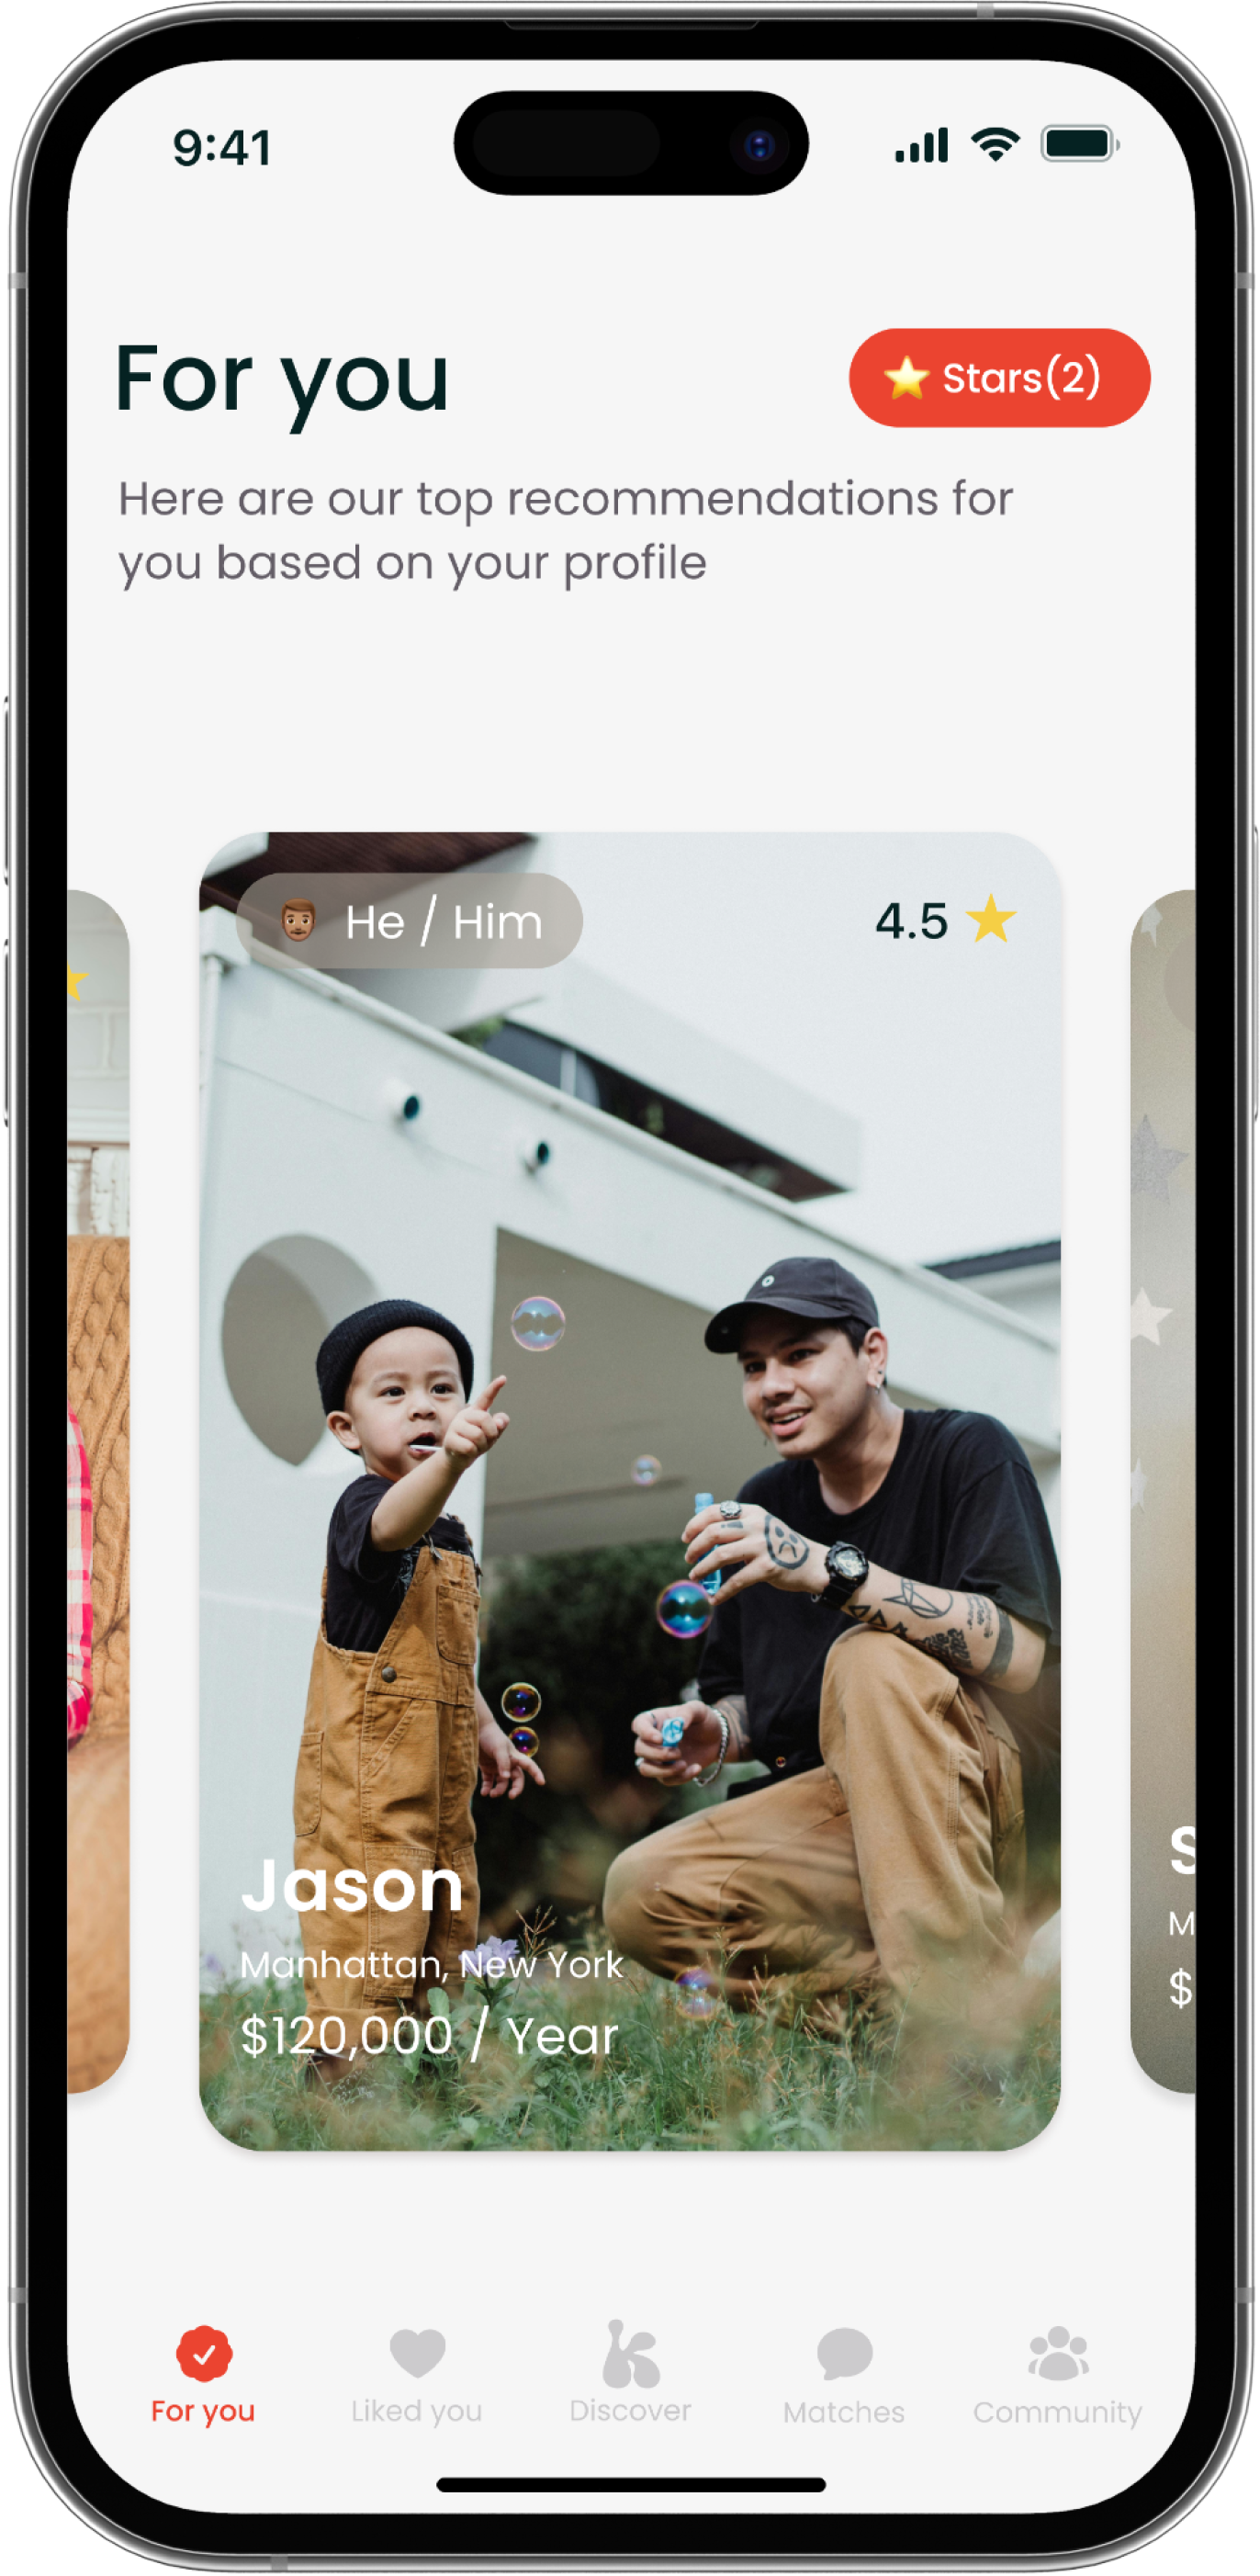 9:41
For you
⭐ Stars(2)
Here are our top recommendations for
you based on your profile
He / Him
4.5
Jason
Manhattan, New York
$120,000 / Year
S
M
$
For you
Liked you
Discover
Matches
Community